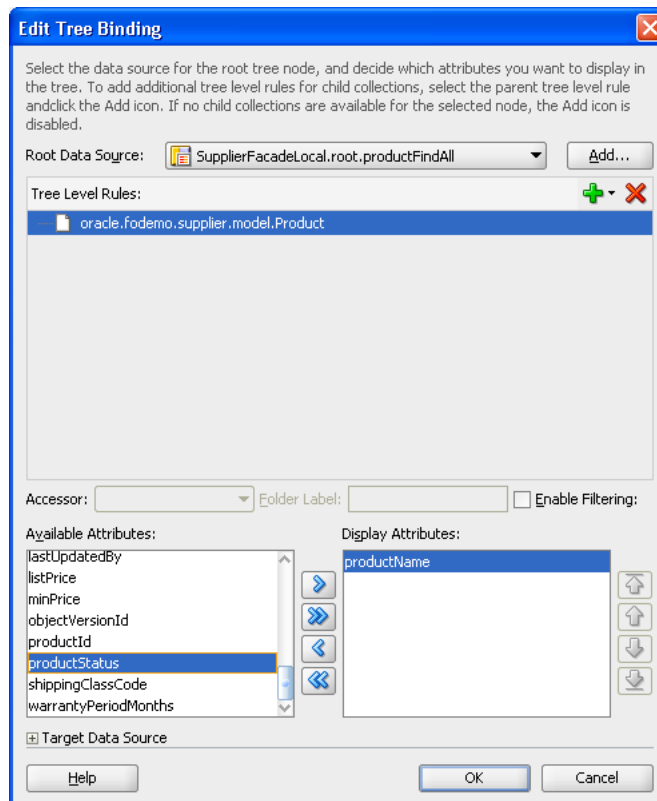 Edit Tree Binding
Select the data source for the root tree node, and decide which attributes you want to display in
the tree. To add additional tree level rules for child collections, select the parent tree level rule
andclick the Add icon. If no child collections are available for the selected node, the Add icon is
disabled.
Root Data Source: SupplierFacadeLocal.root.productFindAll Add...
Tree Level Rules:
oracle.fodemo.supplier.model.Product
Accessor: Folder Label: Enable Filtering:
Available Attributes: Display Attributes:
lastUpdatedBy productName
listPrice
minPrice
objectVersionId
productId
productStatus
shippingClassCode
warrantyPeriodMonths
Target Data Source
Help OK Cancel